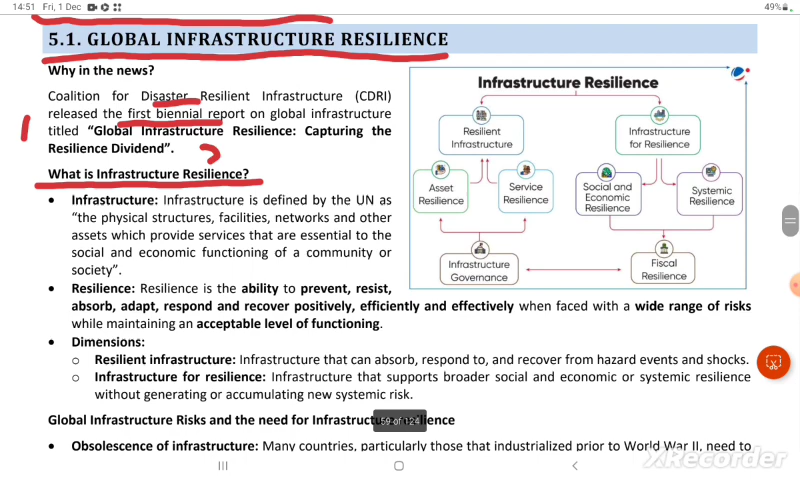 14:51 Fri, 1 Dec
49%
5.1. GLOBAL INFRASTRUCTURE RESILIENCE
Why in the news?
Coalition for Disaster Resilient Infrastructure (CDRI)
released the first biennial report on global infrastructure
titled “Global Infrastructure Resilience: Capturing the
Resilience Dividend”.
What is Infrastructure Resilience?
• Infrastructure: Infrastructure is defined by the UN as
“the physical structures, facilities, networks and other
assets which provide services that are essential to the
social and economic functioning of a community or
society”.
• Resilience: Resilience is the ability to prevent, resist,
absorb, adapt, respond and recover positively, efficiently and effectively when faced with a wide range of risks
while maintaining an acceptable level of functioning.
• Dimensions:
o Resilient infrastructure: Infrastructure that can absorb, respond to, and recover from hazard events and shocks.
o Infrastructure for resilience: Infrastructure that supports broader social and economic or systemic resilience
without generating or accumulating new systemic risk.
Global Infrastructure Risks and the need for Infrastructu
lience
59 of 124
• Obsolescence of infrastructure: Many countries, particularly those that industrialized prior to World War II, need to
Infrastructure Resilience
Resilient
Infrastructure
Infrastructure
for Resilience
Asset
Resilience
Service
Resilience
Social and
Economic
Resilience
Systemic
Resilience
Infrastructure
Governance
Fiscal
Resilience
XRecorder